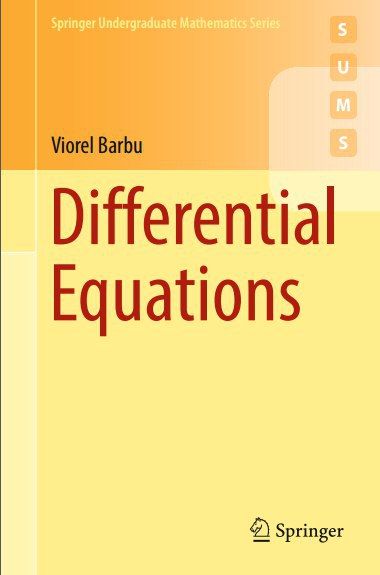 Springer Undergraduate Mathematics Series
S
U
M
S
Viorel Barbu
Differential
Equations
Springer